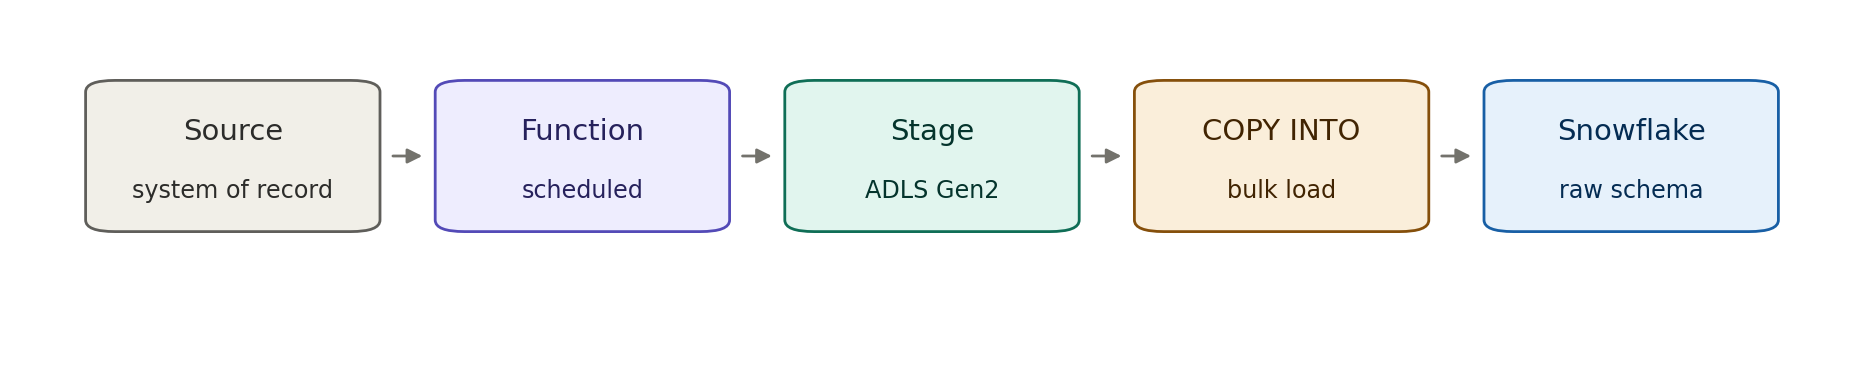 Source
system of record
Function
scheduled
Stage
ADLS Gen2
COPY INTO
bulk load
Snowflake
raw schema